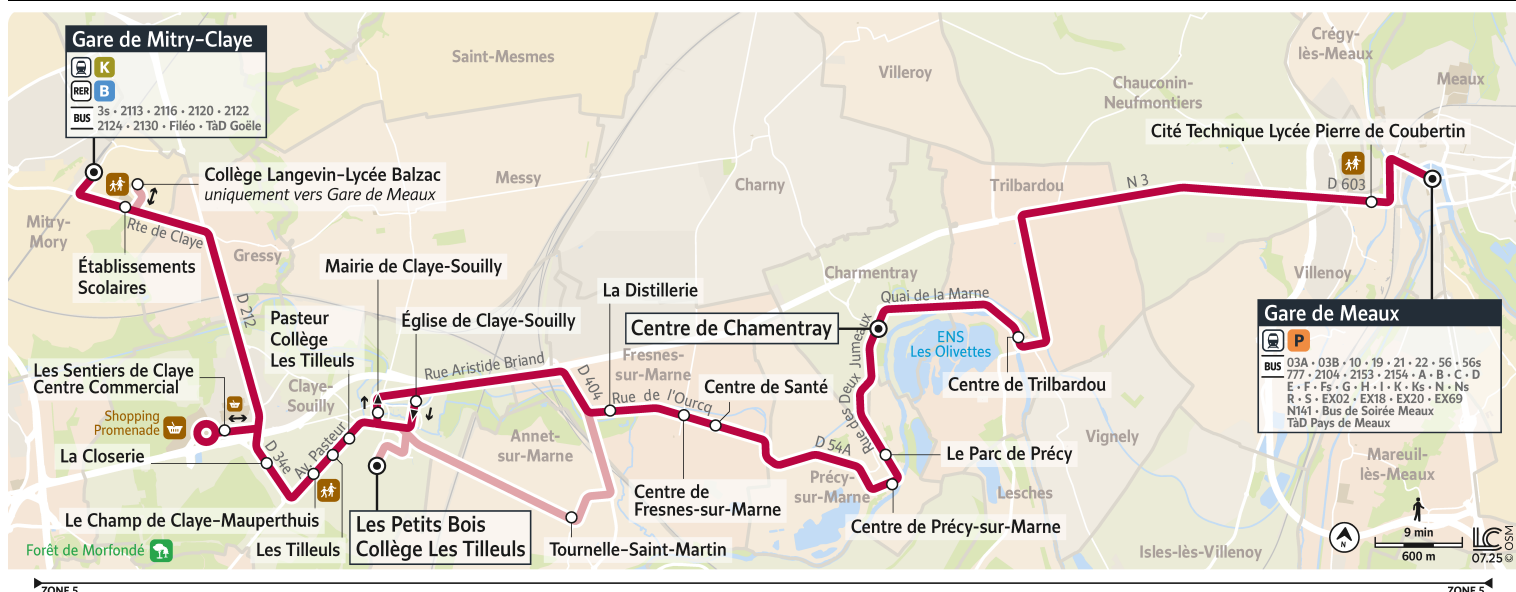 Gare de Mitry-Claye
K
RER B
BUS
3s • 2113 • 2116 • 2120 • 2122
2124 • 2130 • Filéo • TàD Goële
Saint-Mesmes
Villeroy
Crégy-
lès-Meaux
Meaux
Chauconin-
Neufmontiers
Cité Technique Lycée Pierre de Coubertin
Collège Langevin-Lycée Balzac
uniquement vers Gare de Meaux
Messy
Charny
Trilbardou
N 3
D 603
Mitry-
Mory
Rte de Claye
Établissements
Scolaires
Gressy
Mairie de Claye-Souilly
Charmentray
Villenoy
D 212
La Distillerie
Quai de la Marne
Pasteur
Collège
Les Tilleuls
Église de Claye-Souilly
Centre de Chamentray
ENS
Les Olivettes
Gare de Meaux
P
BUS
03A • 03B • 10 • 19 • 21 • 22 • 56 • 56s
777 • 2104 • 2153 • 2154 • A • B • C • D
E • F • Fs • G • H • I • K • Ks • N • Ns
R • S • EX02 • EX18 • EX20 • EX69
N141 • Bus de Soirée Meaux
TàD Pays de Meaux
Les Sentiers de Claye
Centre Commercial
Claye-
Souilly
Rue Aristide Briand
Fresnes-
sur-Marne
D 404
Rue de l'Ourcq
Centre de Santé
Rue des Deux Jumeaux
Centre de Trilbardou
Shopping
Promenade
La Closerie
D 34e
Av. Pasteur
Annet-
sur-Marne
D 54A
Vignely
Le Parc de Précy
Précy-
sur-Marne
Mareuil-
lès-Meaux
Lesches
Centre de
Fresnes-sur-Marne
Le Champ de Claye-Mauperthuis
Les Petits Bois
Collège Les Tilleuls
Centre de Précy-sur-Marne
Forêt de Morfondé
Les Tilleuls
Tournelle-Saint-Martin
Isles-lès-Villenoy
N
9 min
600 m
LC
07.25
© OSM
ZONE 5
ZONE 5